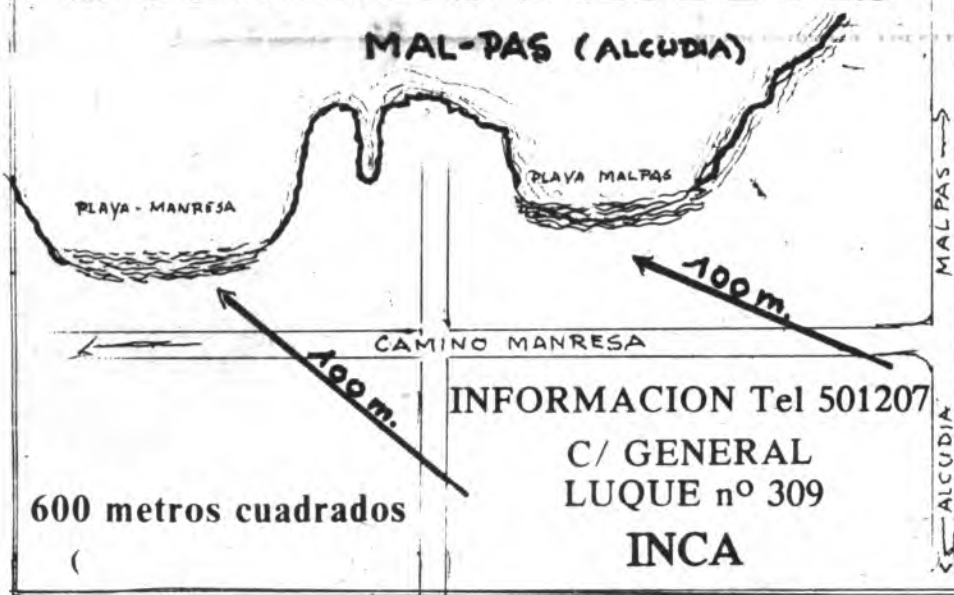 MAL-PAS (ALCUDIA)
PLAYA - MANRESA
PLAYA MALPAS
MALPAS
100 m.
100 m.
CAMINO MANRESA
INFORMACION Tel 501207
C/ GENERAL
LUQUE nº 309
INCA
600 metros cuadrados
(
ALCUDIA